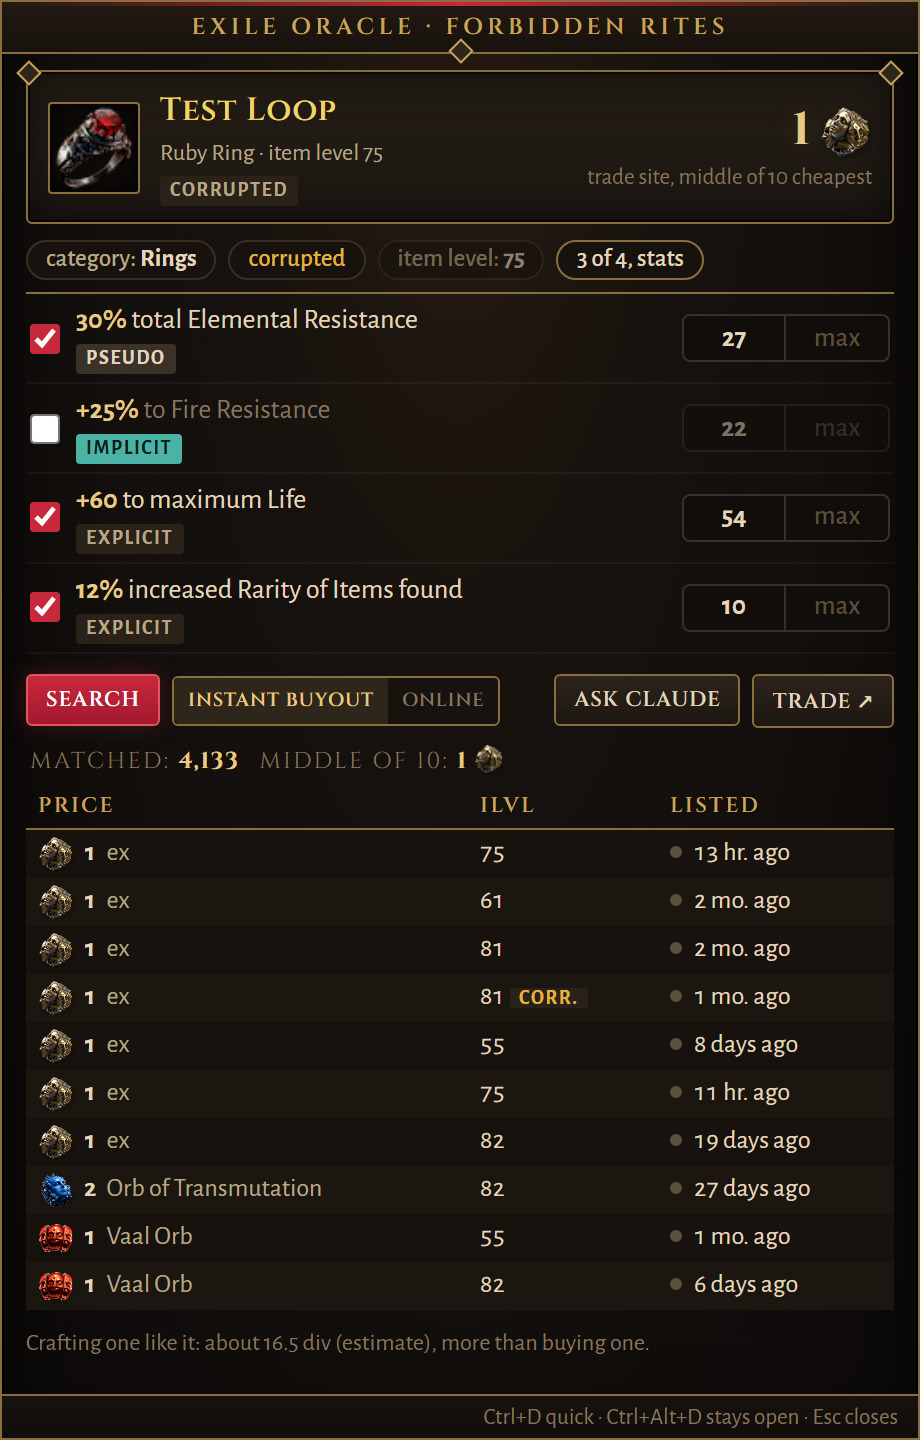 EXILE ORACLE · FORBIDDEN RITES
TEST LOOP
Ruby Ring · item level 75
CORRUPTED
1
trade site, middle of 10 cheapest
category: Rings
corrupted
item level: 75
3 of 4, stats
30% total Elemental Resistance
PSEUDO
27 max
+25% to Fire Resistance
IMPLICIT
22 max
+60 to maximum Life
EXPLICIT
54 max
12% increased Rarity of Items found
EXPLICIT
10 max
SEARCH INSTANT BUYOUT ONLINE ASK CLAUDE TRADE ↗
MATCHED: 4,133 MIDDLE OF 10: 1
PRICE ILVL LISTED
1 ex 75 13 hr. ago
1 ex 61 2 mo. ago
1 ex 81 2 mo. ago
1 ex 81 CORR. 1 mo. ago
1 ex 55 8 days ago
1 ex 75 11 hr. ago
1 ex 82 19 days ago
2 Orb of Transmutation 82 27 days ago
1 Vaal Orb 55 1 mo. ago
1 Vaal Orb 82 6 days ago
Crafting one like it: about 16.5 div (estimate), more than buying one.
Ctrl+D quick · Ctrl+Alt+D stays open · Esc closes